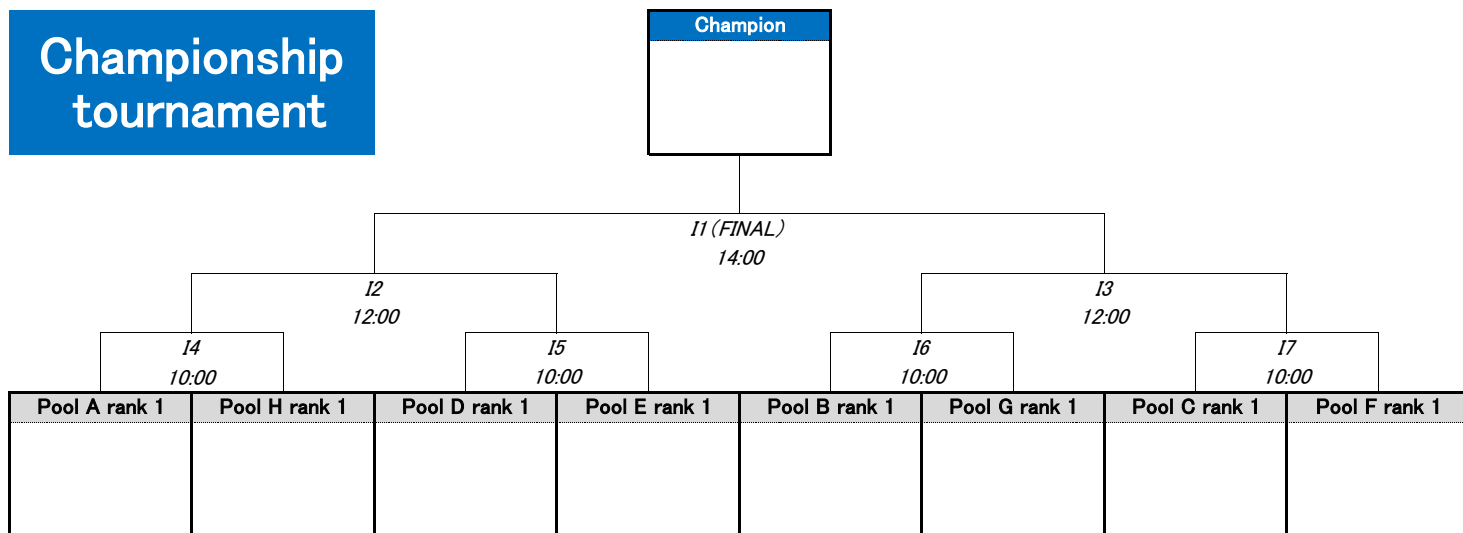 Championship
tournament
Champion
I1(FINAL)
14:00
I2
I3
12:00
12:00
I4
I5
I6
I7
10:00
10:00
10:00
10:00
Pool A rank 1
Pool H rank 1
Pool D rank 1
Pool E rank 1
Pool B rank 1
Pool G rank 1
Pool C rank 1
Pool F rank 1